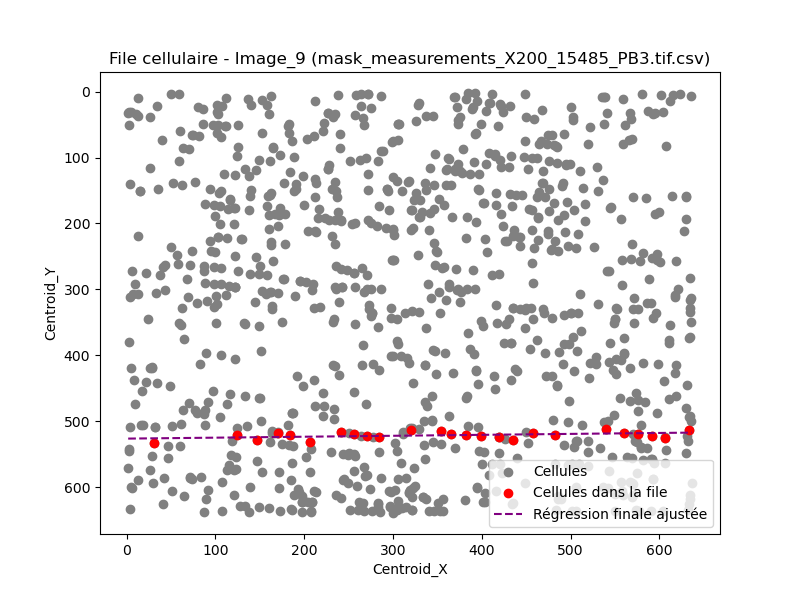 File cellulaire - Image_9 (mask_measurements_X200_15485_PB3.tif.csv)
0
100
200
300
400
500
600
Centroid_Y
0 100 200 300 400 500 600
Centroid_X
Cellules
Cellules dans la file
Régression finale ajustée